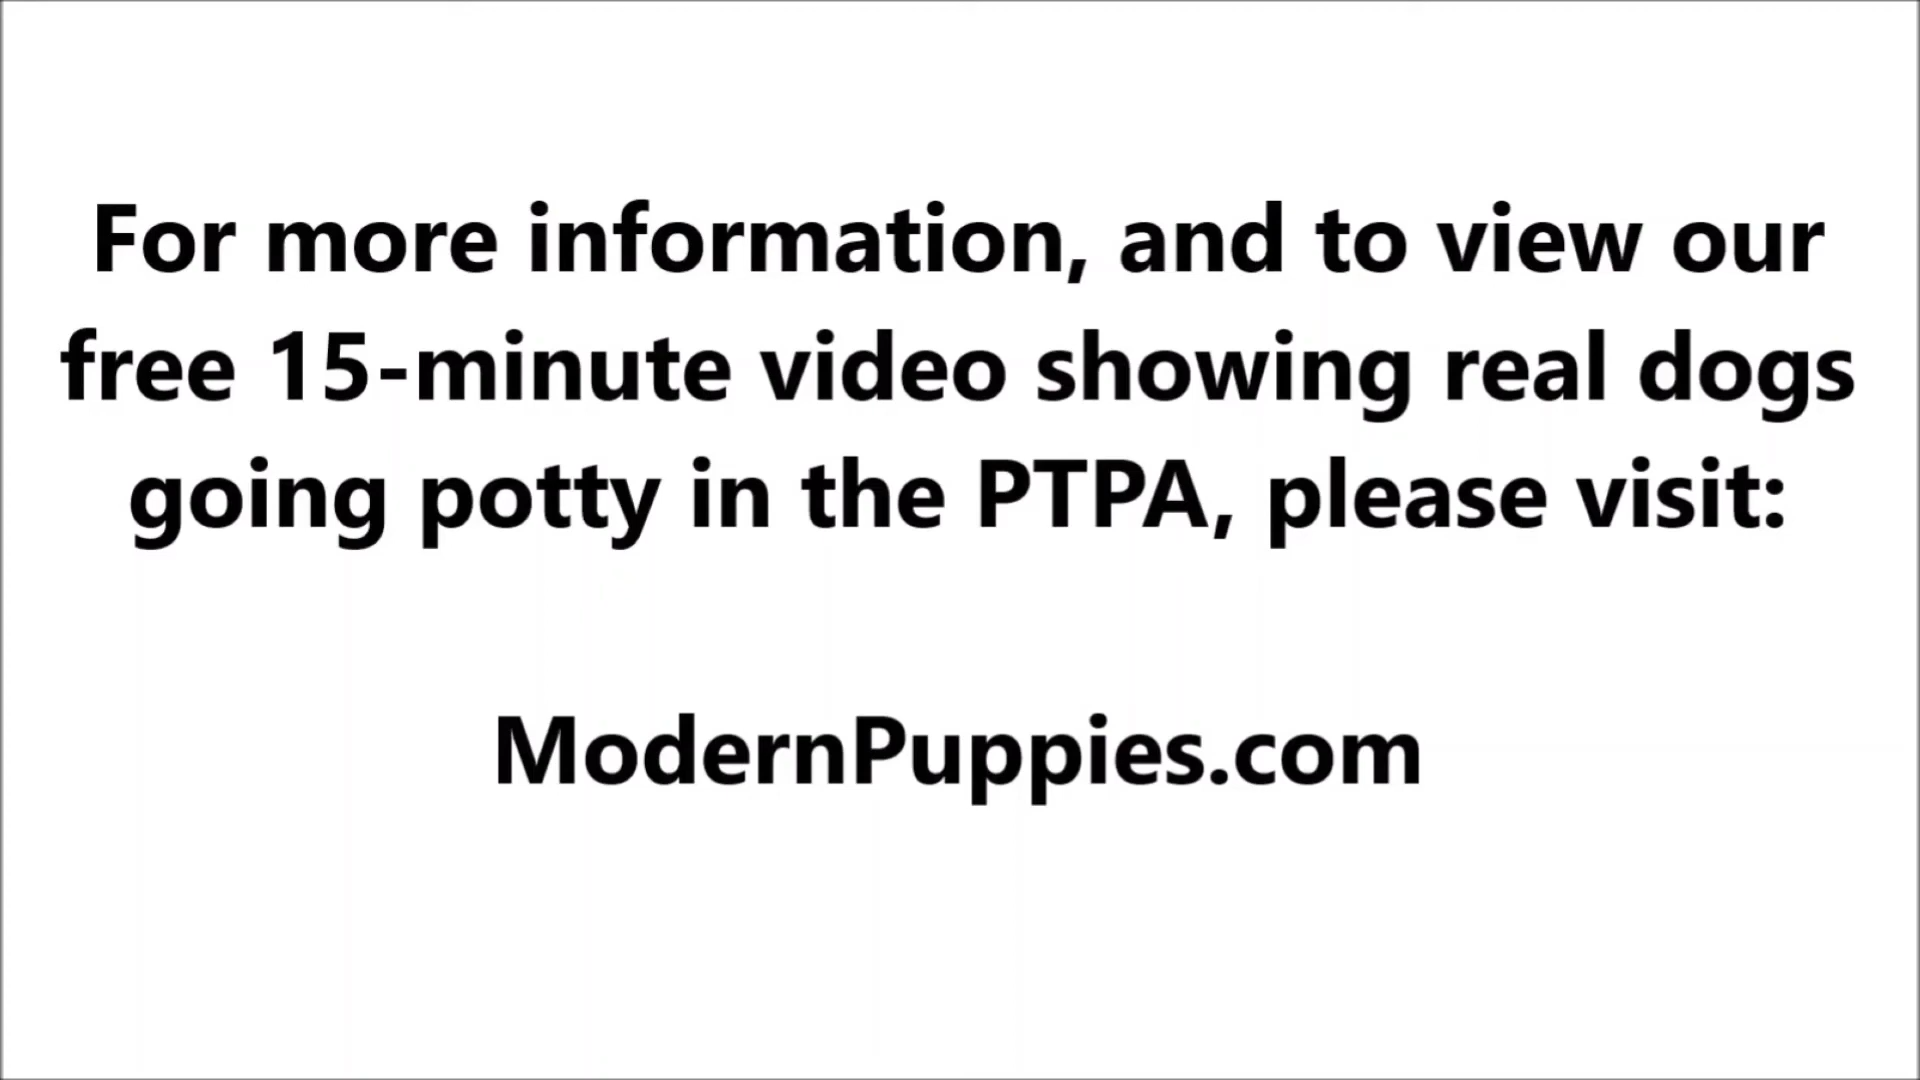 For more information, and to view our
free 15-minute video showing real dogs
going potty in the PTPA, please visit:
ModernPuppies.com